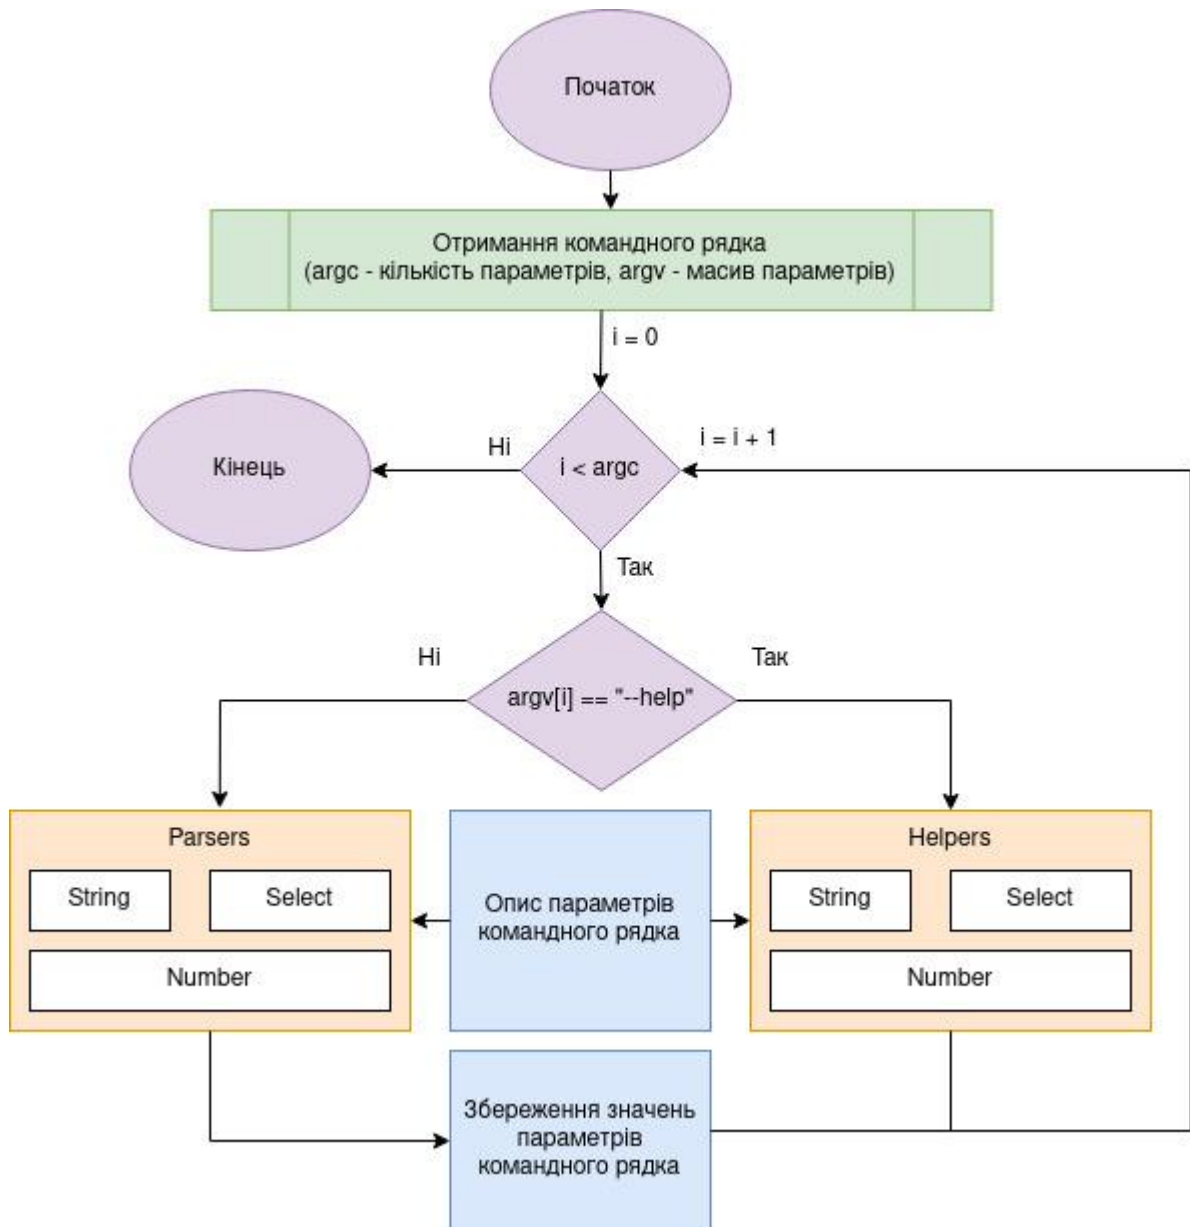 Початок
Отримання командного рядка
(argc - кількість параметрів, argv - масив параметрів)
i = 0
Кінець
Ні
i < argc
i = i + 1
Так
Ні
argv[i] == "--help"
Так
Parsers
String
Select
Number
Опис параметрів
командного рядка
Helpers
String
Select
Number
Збереження значень
параметрів
командного рядка